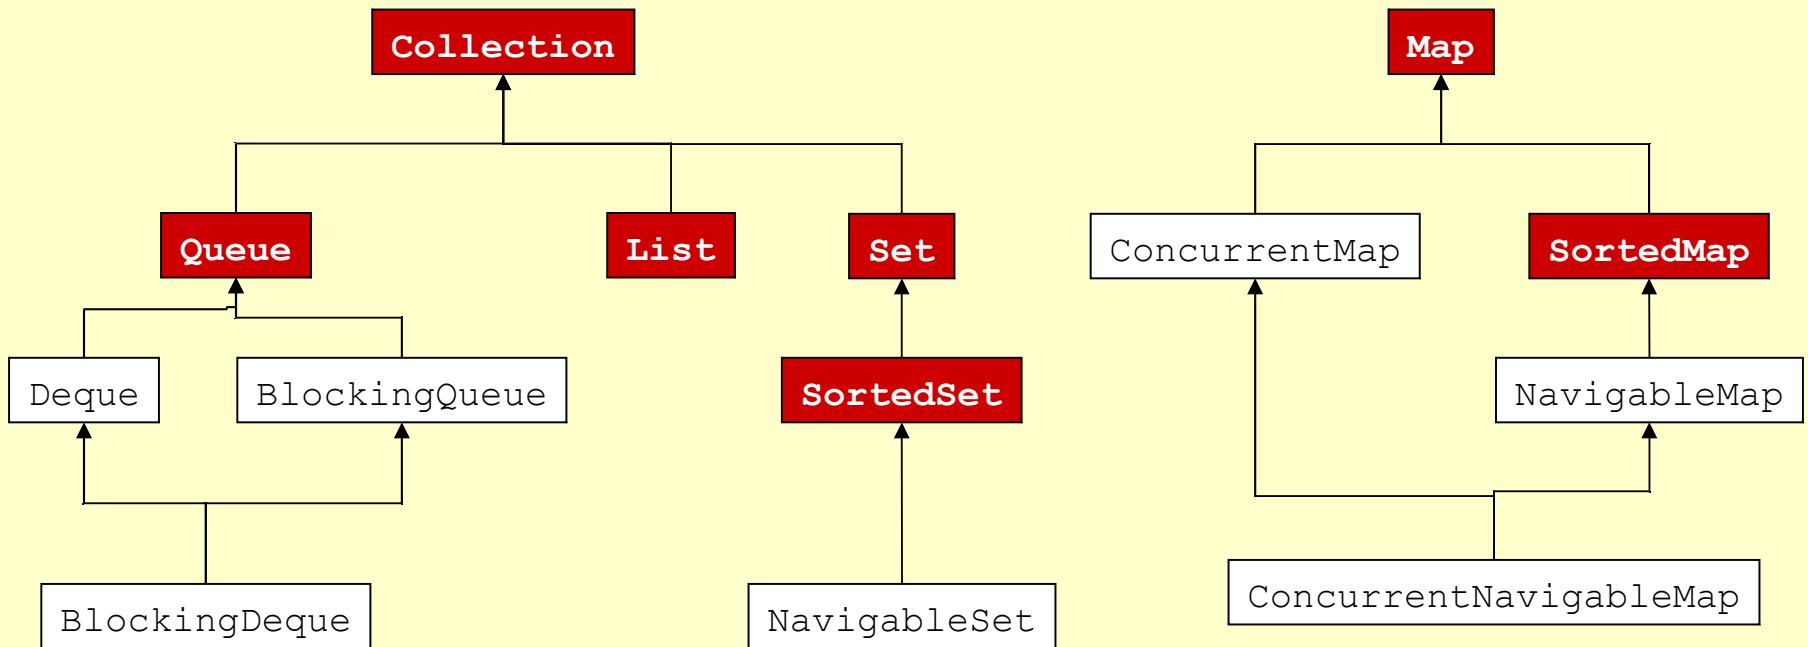 Collection
Map
Queue
List
Set
ConcurrentMap
SortedMap
Deque
BlockingQueue
SortedSet
NavigableMap
BlockingDeque
NavigableSet
ConcurrentNavigableMap